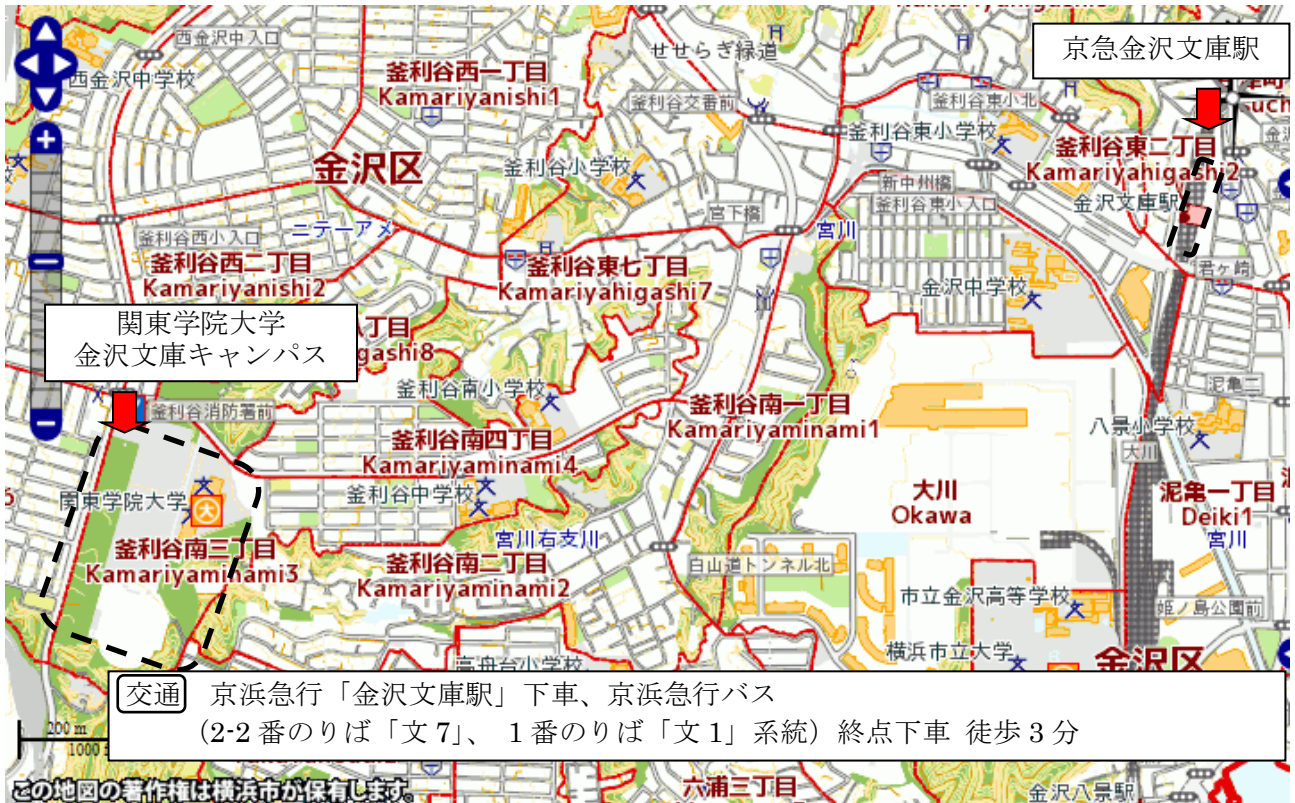 西金沢中入口
西金沢中学校
釜利谷西一丁目
Kamariyanishi1
せせらぎ緑道
京急金沢文庫駅
釜利谷交番前
釜利谷東小北
釜利谷東小学校
釜利谷東二丁目
Kamariyahigashi2
金沢区
釜利谷小学校
新中州橋
釜利谷東小入口
金沢文庫駅
宮下橋
宮川
ニテーアメ
釜利谷西小入口
釜利谷西二丁目
Kamariyanishi2
釜利谷東七丁目
Kamariyahigashi7
君ヶ崎
金沢中学校
関東学院大学
金沢文庫キャンパス
八丁目
gashi8
釜利谷南小学校
泥亀二
釜利谷消防署前
釜利谷南一丁目
Kamariyaminami1
八景小学校
大川
釜利谷南四丁目
Kamariyaminami4
釜利谷中学校
関東学院大学
大
大川
Okawa
泥亀一丁目
Deiki1
宮川
釜利谷南三丁目
Kamariyaminami3
宮川右支川
釜利谷南二丁目
Kamariyaminami2
白山道トンネル北
市立金沢高等学校
姫ノ島公園前
横浜市立大学
金沢区
高舟台小学校
交通 京浜急行「金沢文庫駅」下車、京浜急行バス
(2-2 番のりば「文 7」、 1 番のりば「文 1」系統) 終点下車 徒歩 3 分
200 m
1000 f
この地図の著作権は横浜市が保有します。
六浦三丁目
金沢八景駅